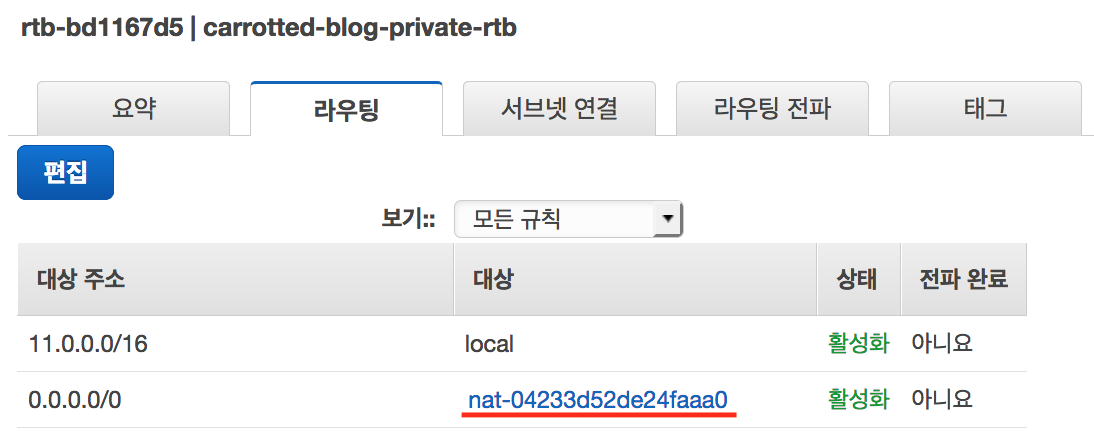 rtb-bd1167d5 | carrotted-blog-private-rtb
요약 라우팅 서브넷 연결 라우팅 전파 태그
편집
보기:: 모든 규칙
대상 주소 대상 상태 전파 완료
11.0.0.0/16 local 활성화 아니요
0.0.0.0/0 nat-04233d52de24faaa0 활성화 아니요